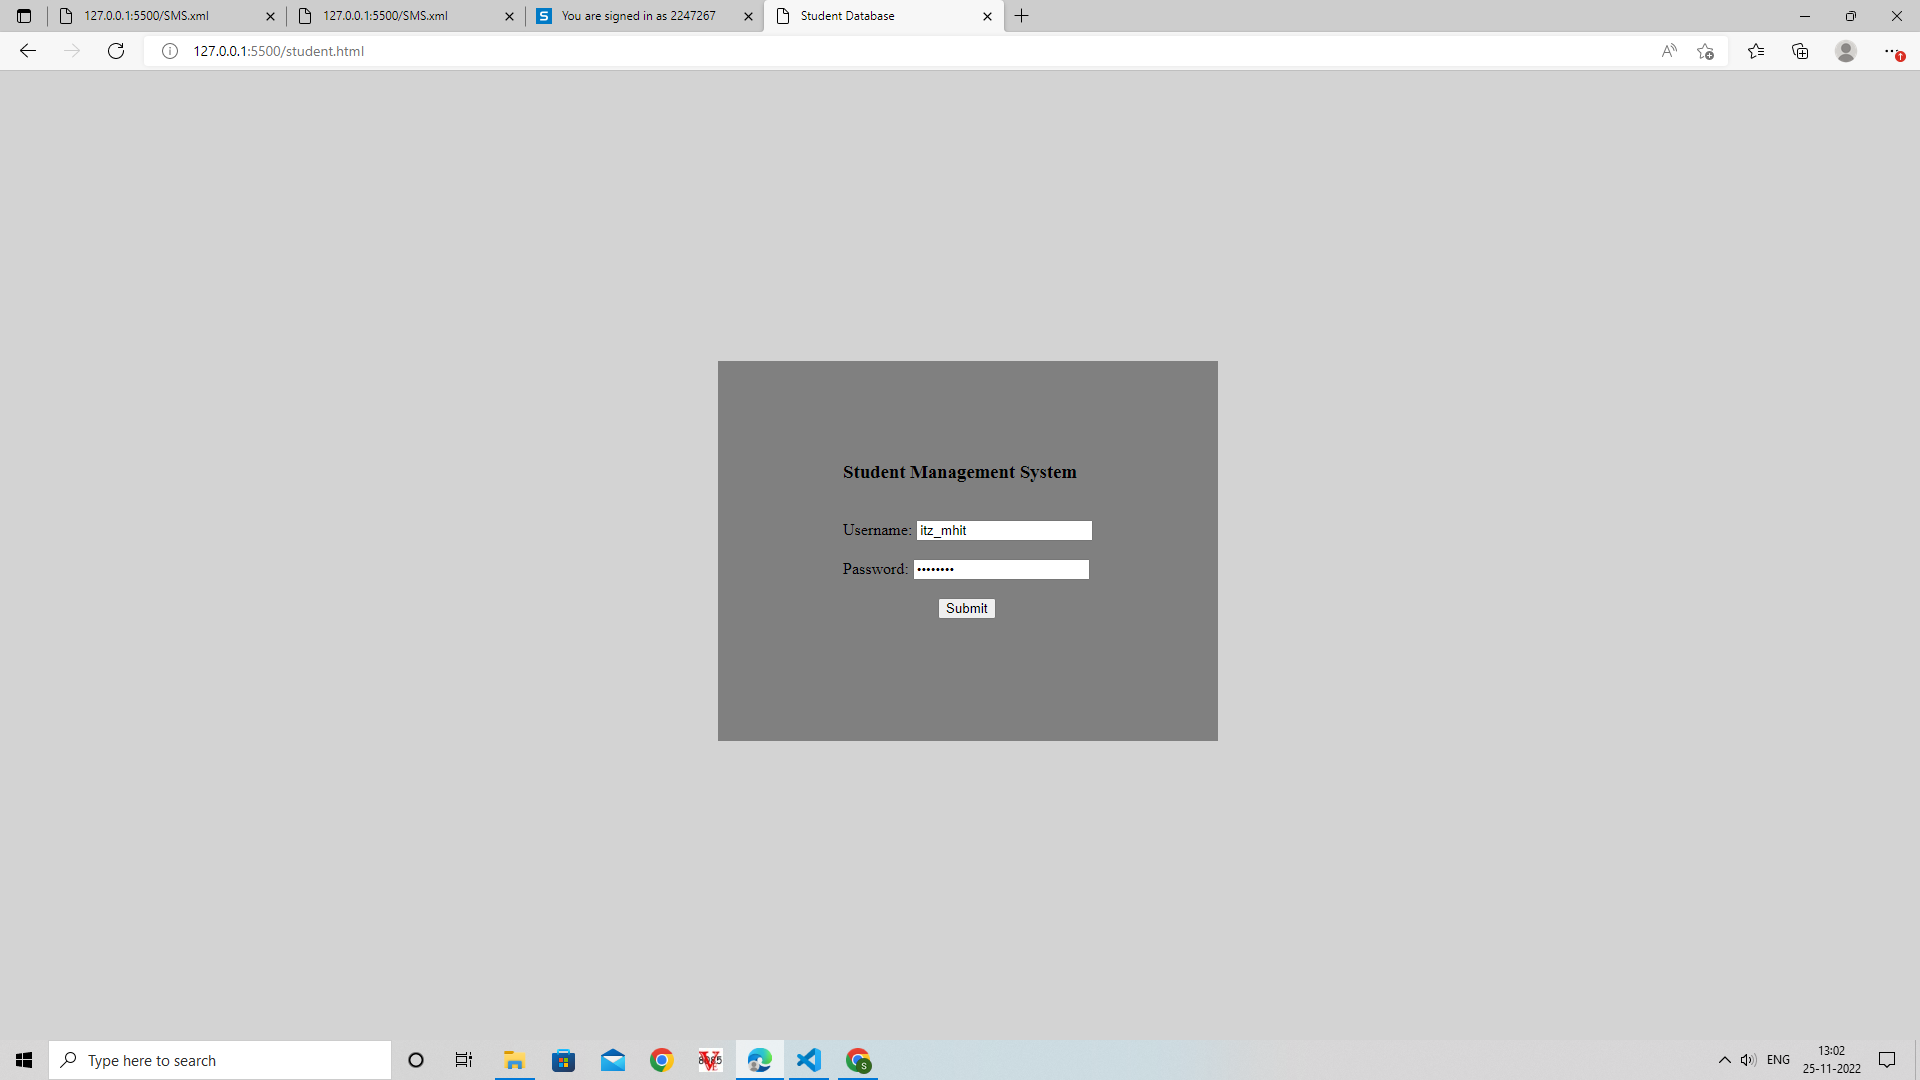 127.0.0.1:5500/SMS.xml
127.0.0.1:5500/SMS.xml
S
You are signed in as 2247267
Student Database
127.0.0.1:5500/student.html
Student Management System
Username: itz_mhit
Password: ••••••••
Submit
Type here to search
8085
S
ENG
13:02
25-11-2022